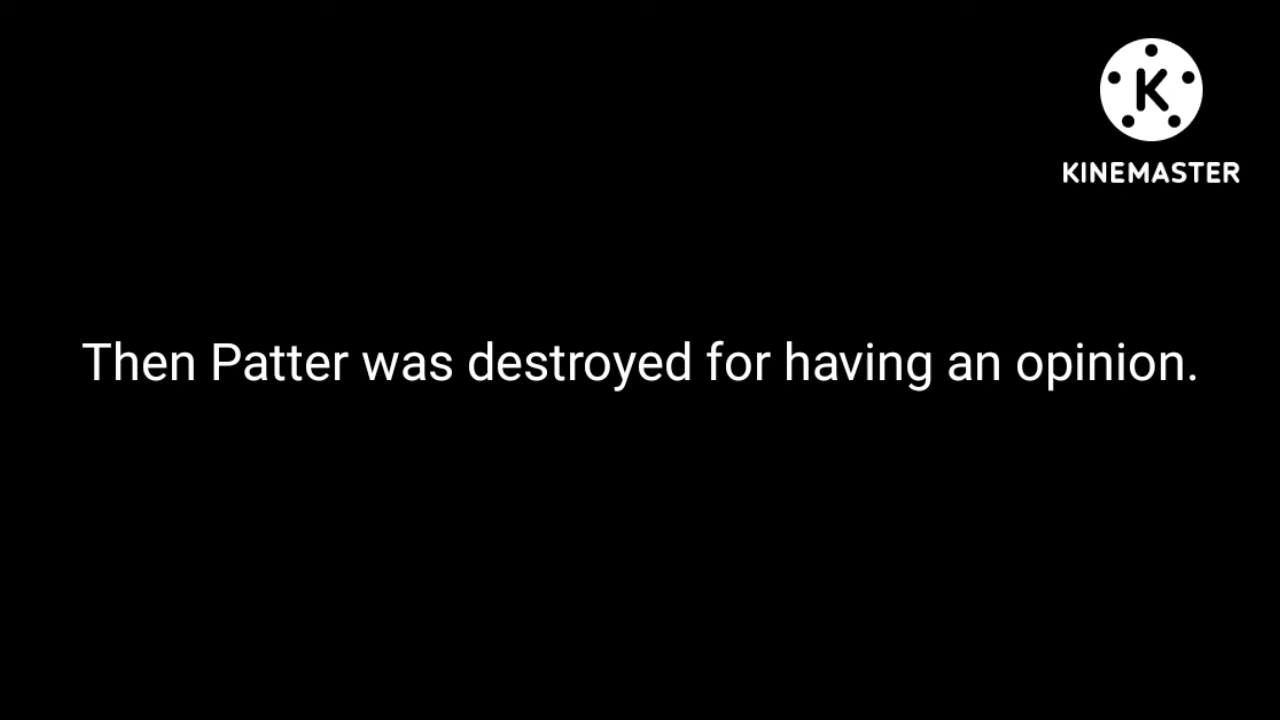 K
KINEMASTER
Then Patter was destroyed for having an opinion.